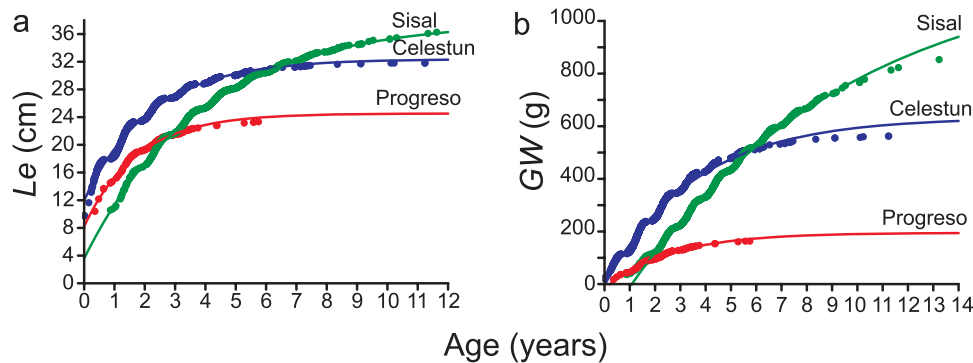 a
Le (cm)
36
32
28
24
20
16
12
8
4
0
Sisal
Celestun
Progreso
0 1 2 3 4 5 6 7 8 9 10 11 12
b
GW (g)
1000
800
600
400
200
0
Sisal
Celestun
Progreso
0 1 2 3 4 5 6 7 8 9 10 11 12 13 14
Age (years)